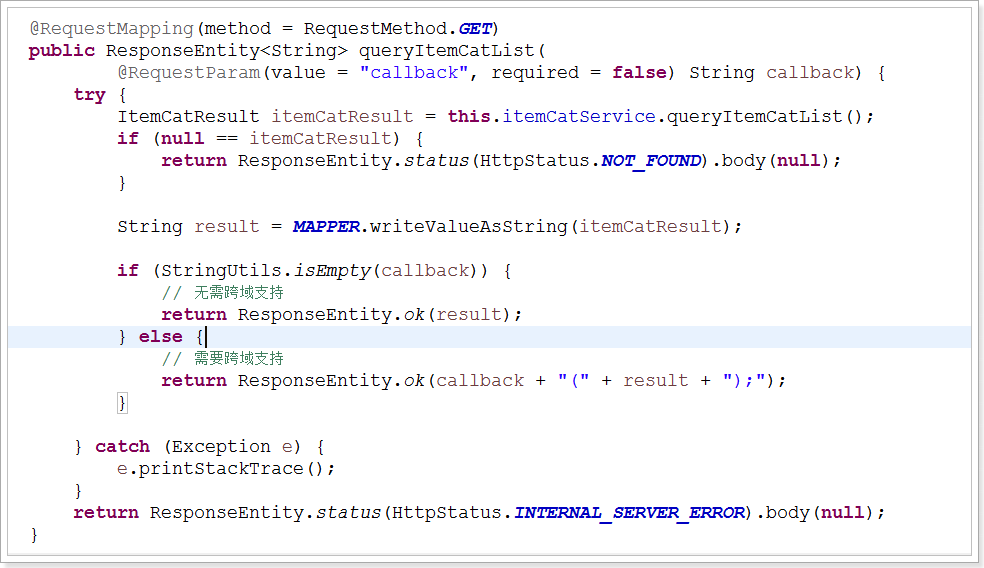 @RequestMapping(method = RequestMethod.GET)
public ResponseEntity<String> queryItemCatList(
        @RequestParam(value = "callback", required = false) String callback) {
    try {
        ItemCatResult itemCatResult = this.itemCatService.queryItemCatList();
        if (null == itemCatResult) {
            return ResponseEntity.status(HttpStatus.NOT_FOUND).body(null);
        }
        String result = MAPPER.writeValueAsString(itemCatResult);
        if (StringUtils.isEmpty(callback)) {
            // 无需跨域支持
            return ResponseEntity.ok(result);
        } else {
            // 需要跨域支持
            return ResponseEntity.ok(callback + "(" + result + ");");
        }
    } catch (Exception e) {
        e.printStackTrace();
    }
    return ResponseEntity.status(HttpStatus.INTERNAL_SERVER_ERROR).body(null);
}